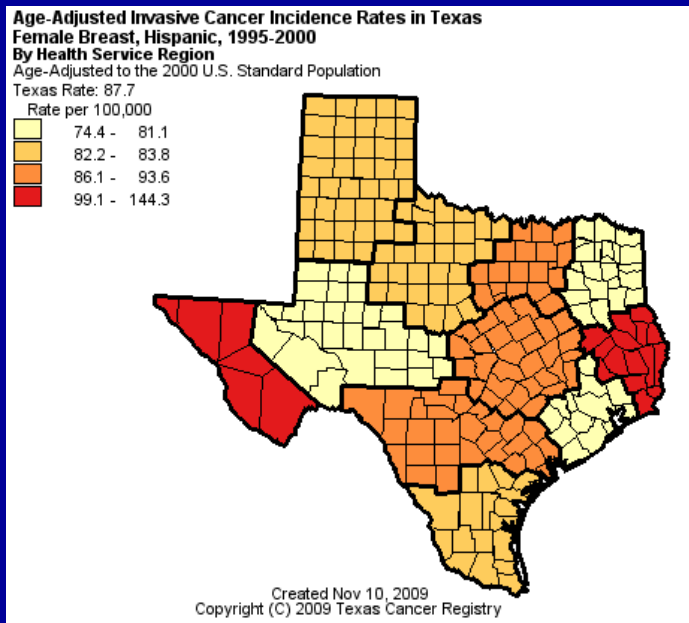 Age-Adjusted Invasive Cancer Incidence Rates in Texas
Female Breast, Hispanic, 1995-2000
By Health Service Region
Age-Adjusted to the 2000 U.S. Standard Population
Texas Rate: 87.7
Rate per 100,000
74.4 - 81.1
82.2 - 83.8
86.1 - 93.6
99.1 - 144.3
Created Nov 10, 2009
Copyright (C) 2009 Texas Cancer Registry